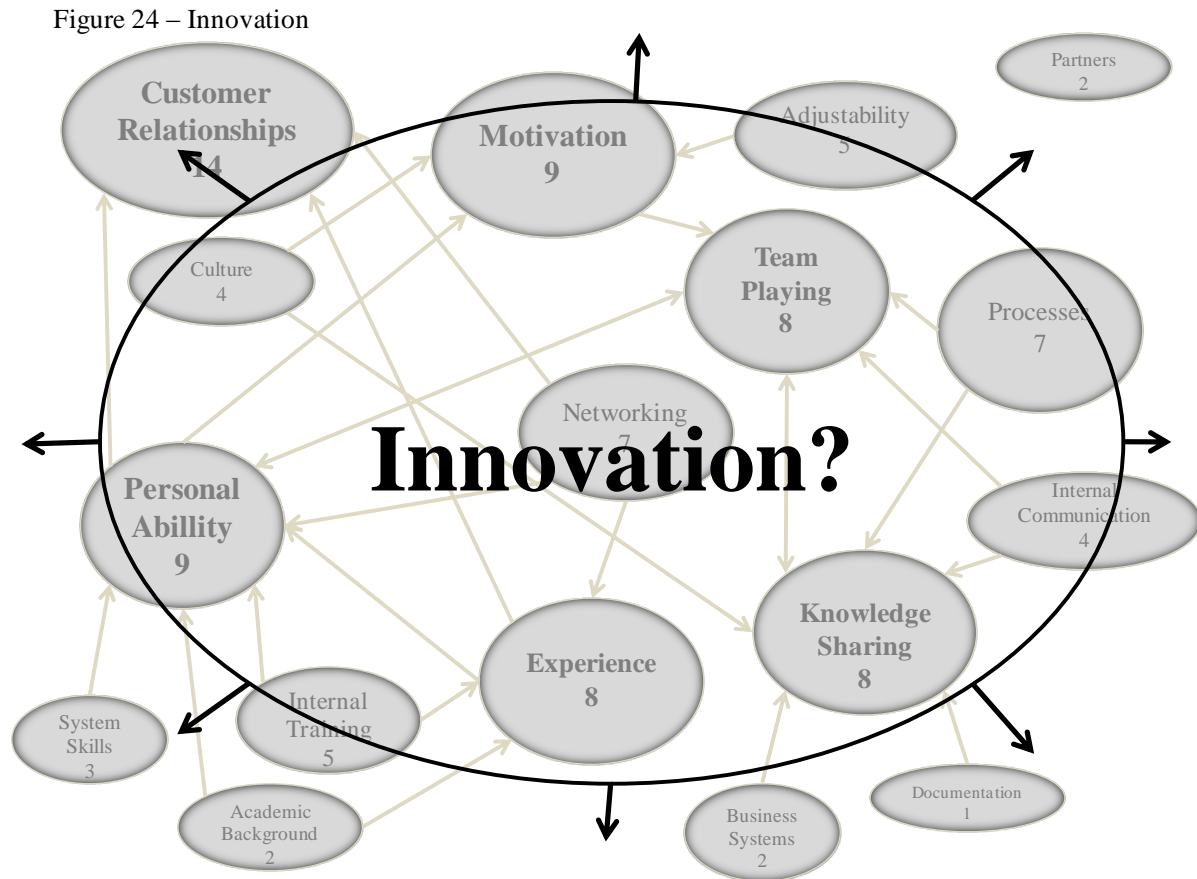 Figure 24 – Innovation
Customer
Relationships
14
Motivation
9
Adjustability
5
Partners
2
Culture
4
Team
Playing
8
Processes
7
Networking
7
Innovation?
Personal
Abillity
9
Internal
Communication
4
Experience
8
Knowledge
Sharing
8
System
Skills
3
Internal
Training
5
Academic
Background
2
Business
Systems
2
Documentation
1